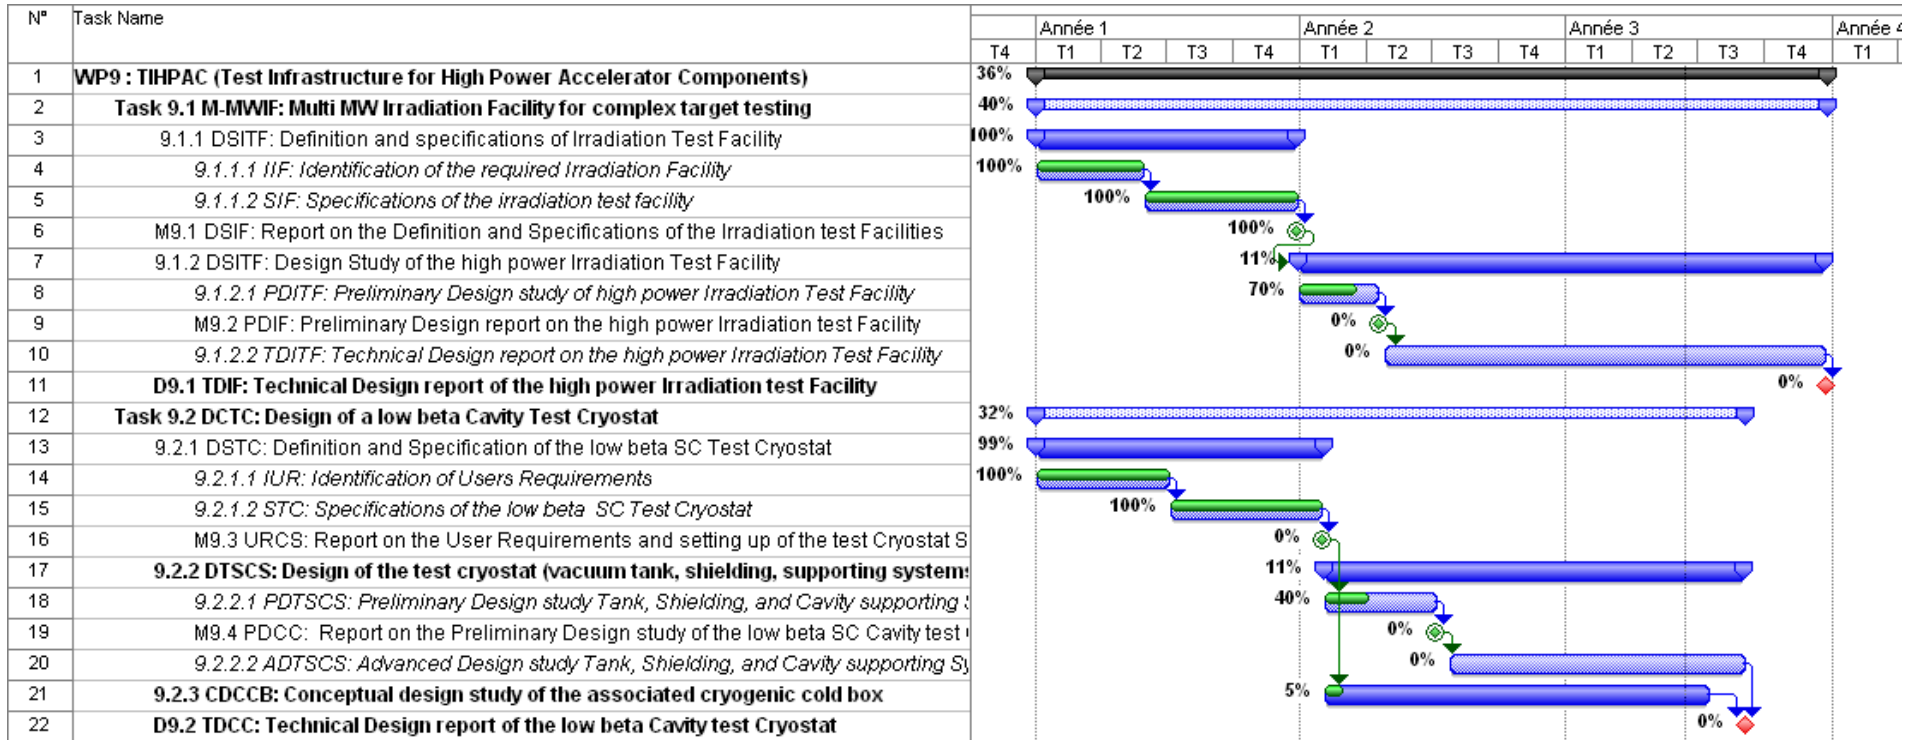 N° Task Name
Année 1 Année 2 Année 3 Année 4
T4 T1 T2 T3 T4 T1 T2 T3 T4 T1 T2 T3 T4 T1
1 WP9 : TIHPAC (Test Infrastructure for High Power Accelerator Components) 36%
2 Task 9.1 M-MWIF: Multi MW Irradiation Facility for complex target testing 40%
3 9.1.1 DSITF: Definition and specifications of Irradiation Test Facility 100%
4 9.1.1.1 IIF: Identification of the required Irradiation Facility 100%
5 9.1.1.2 SIF: Specifications of the irradiation test facility 100%
6 M9.1 DSIF: Report on the Definition and Specifications of the Irradiation test Facilities 100%
7 9.1.2 DSITF: Design Study of the high power Irradiation Test Facility 11%
8 9.1.2.1 PDITF: Preliminary Design study of high power Irradiation Test Facility 70%
9 M9.2 PDIF: Preliminary Design report on the high power Irradiation test Facility 0%
10 9.1.2.2 TDITF: Technical Design report on the high power Irradiation Test Facility 0%
11 D9.1 TDIF: Technical Design report of the high power Irradiation test Facility 0%
12 Task 9.2 DCTC: Design of a low beta Cavity Test Cryostat 32%
13 9.2.1 DSTC: Definition and Specification of the low beta SC Test Cryostat 99%
14 9.2.1.1 IUR: Identification of Users Requirements 100%
15 9.2.1.2 STC: Specifications of the low beta SC Test Cryostat 100%
16 M9.3 URCS: Report on the User Requirements and setting up of the test Cryostat S 0%
17 9.2.2 DTSCS: Design of the test cryostat (vacuum tank, shielding, supporting systems 11%
18 9.2.2.1 PDTSCS: Preliminary Design study Tank, Shielding, and Cavity supporting 40%
19 M9.4 PDCC: Report on the Preliminary Design study of the low beta SC Cavity test 0%
20 9.2.2.2 ADTSCS: Advanced Design study Tank, Shielding, and Cavity supporting Sy 0%
21 9.2.3 CDCCB: Conceptual design study of the associated cryogenic cold box 5%
22 D9.2 TDCC: Technical Design report of the low beta Cavity test Cryostat 0%